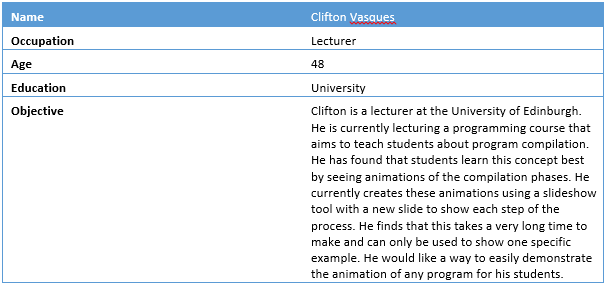 Name Clifton Vasques
Occupation Lecturer
Age 48
Education University
Objective Clifton is a lecturer at the University of Edinburgh.
He is currently lecturing a programming course that
aims to teach students about program compilation.
He has found that students learn this concept best
by seeing animations of the compilation phases. He
currently creates these animations using a slideshow
tool with a new slide to show each step of the
process. He finds that this takes a very long time to
make and can only be used to show one specific
example. He would like a way to easily demonstrate
the animation of any program for his students.